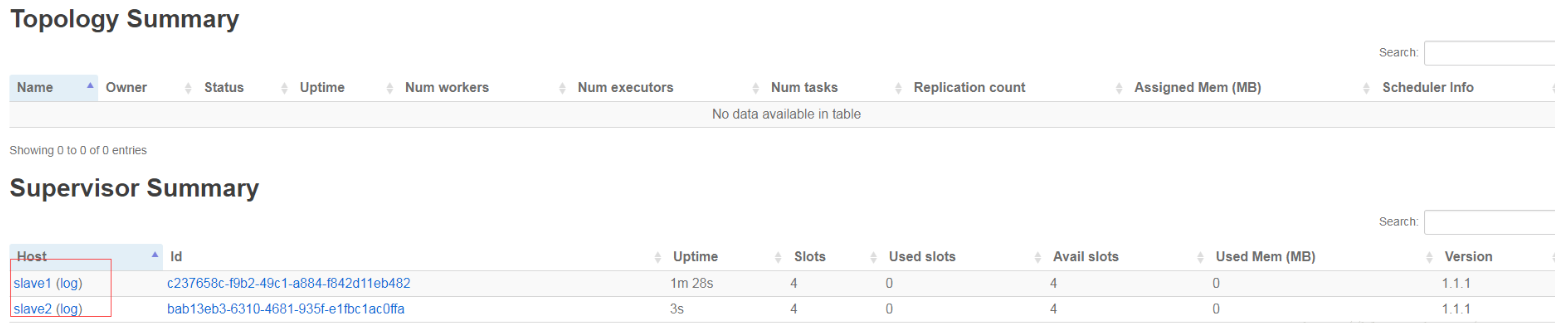 Topology Summary
Search:
Name Owner Status Uptime Num workers Num executors Num tasks Replication count Assigned Mem (MB) Scheduler Info
No data available in table
Showing 0 to 0 of 0 entries
Supervisor Summary
Search:
Host Id Uptime Slots Used slots Avail slots Used Mem (MB) Version
slave1 (log) c237658c-f9b2-49c1-a884-f842d11eb482 1m 28s 4 0 4 0 1.1.1
slave2 (log) bab13eb3-6310-4681-935f-e1fbc1ac0ffa 3s 4 0 4 0 1.1.1